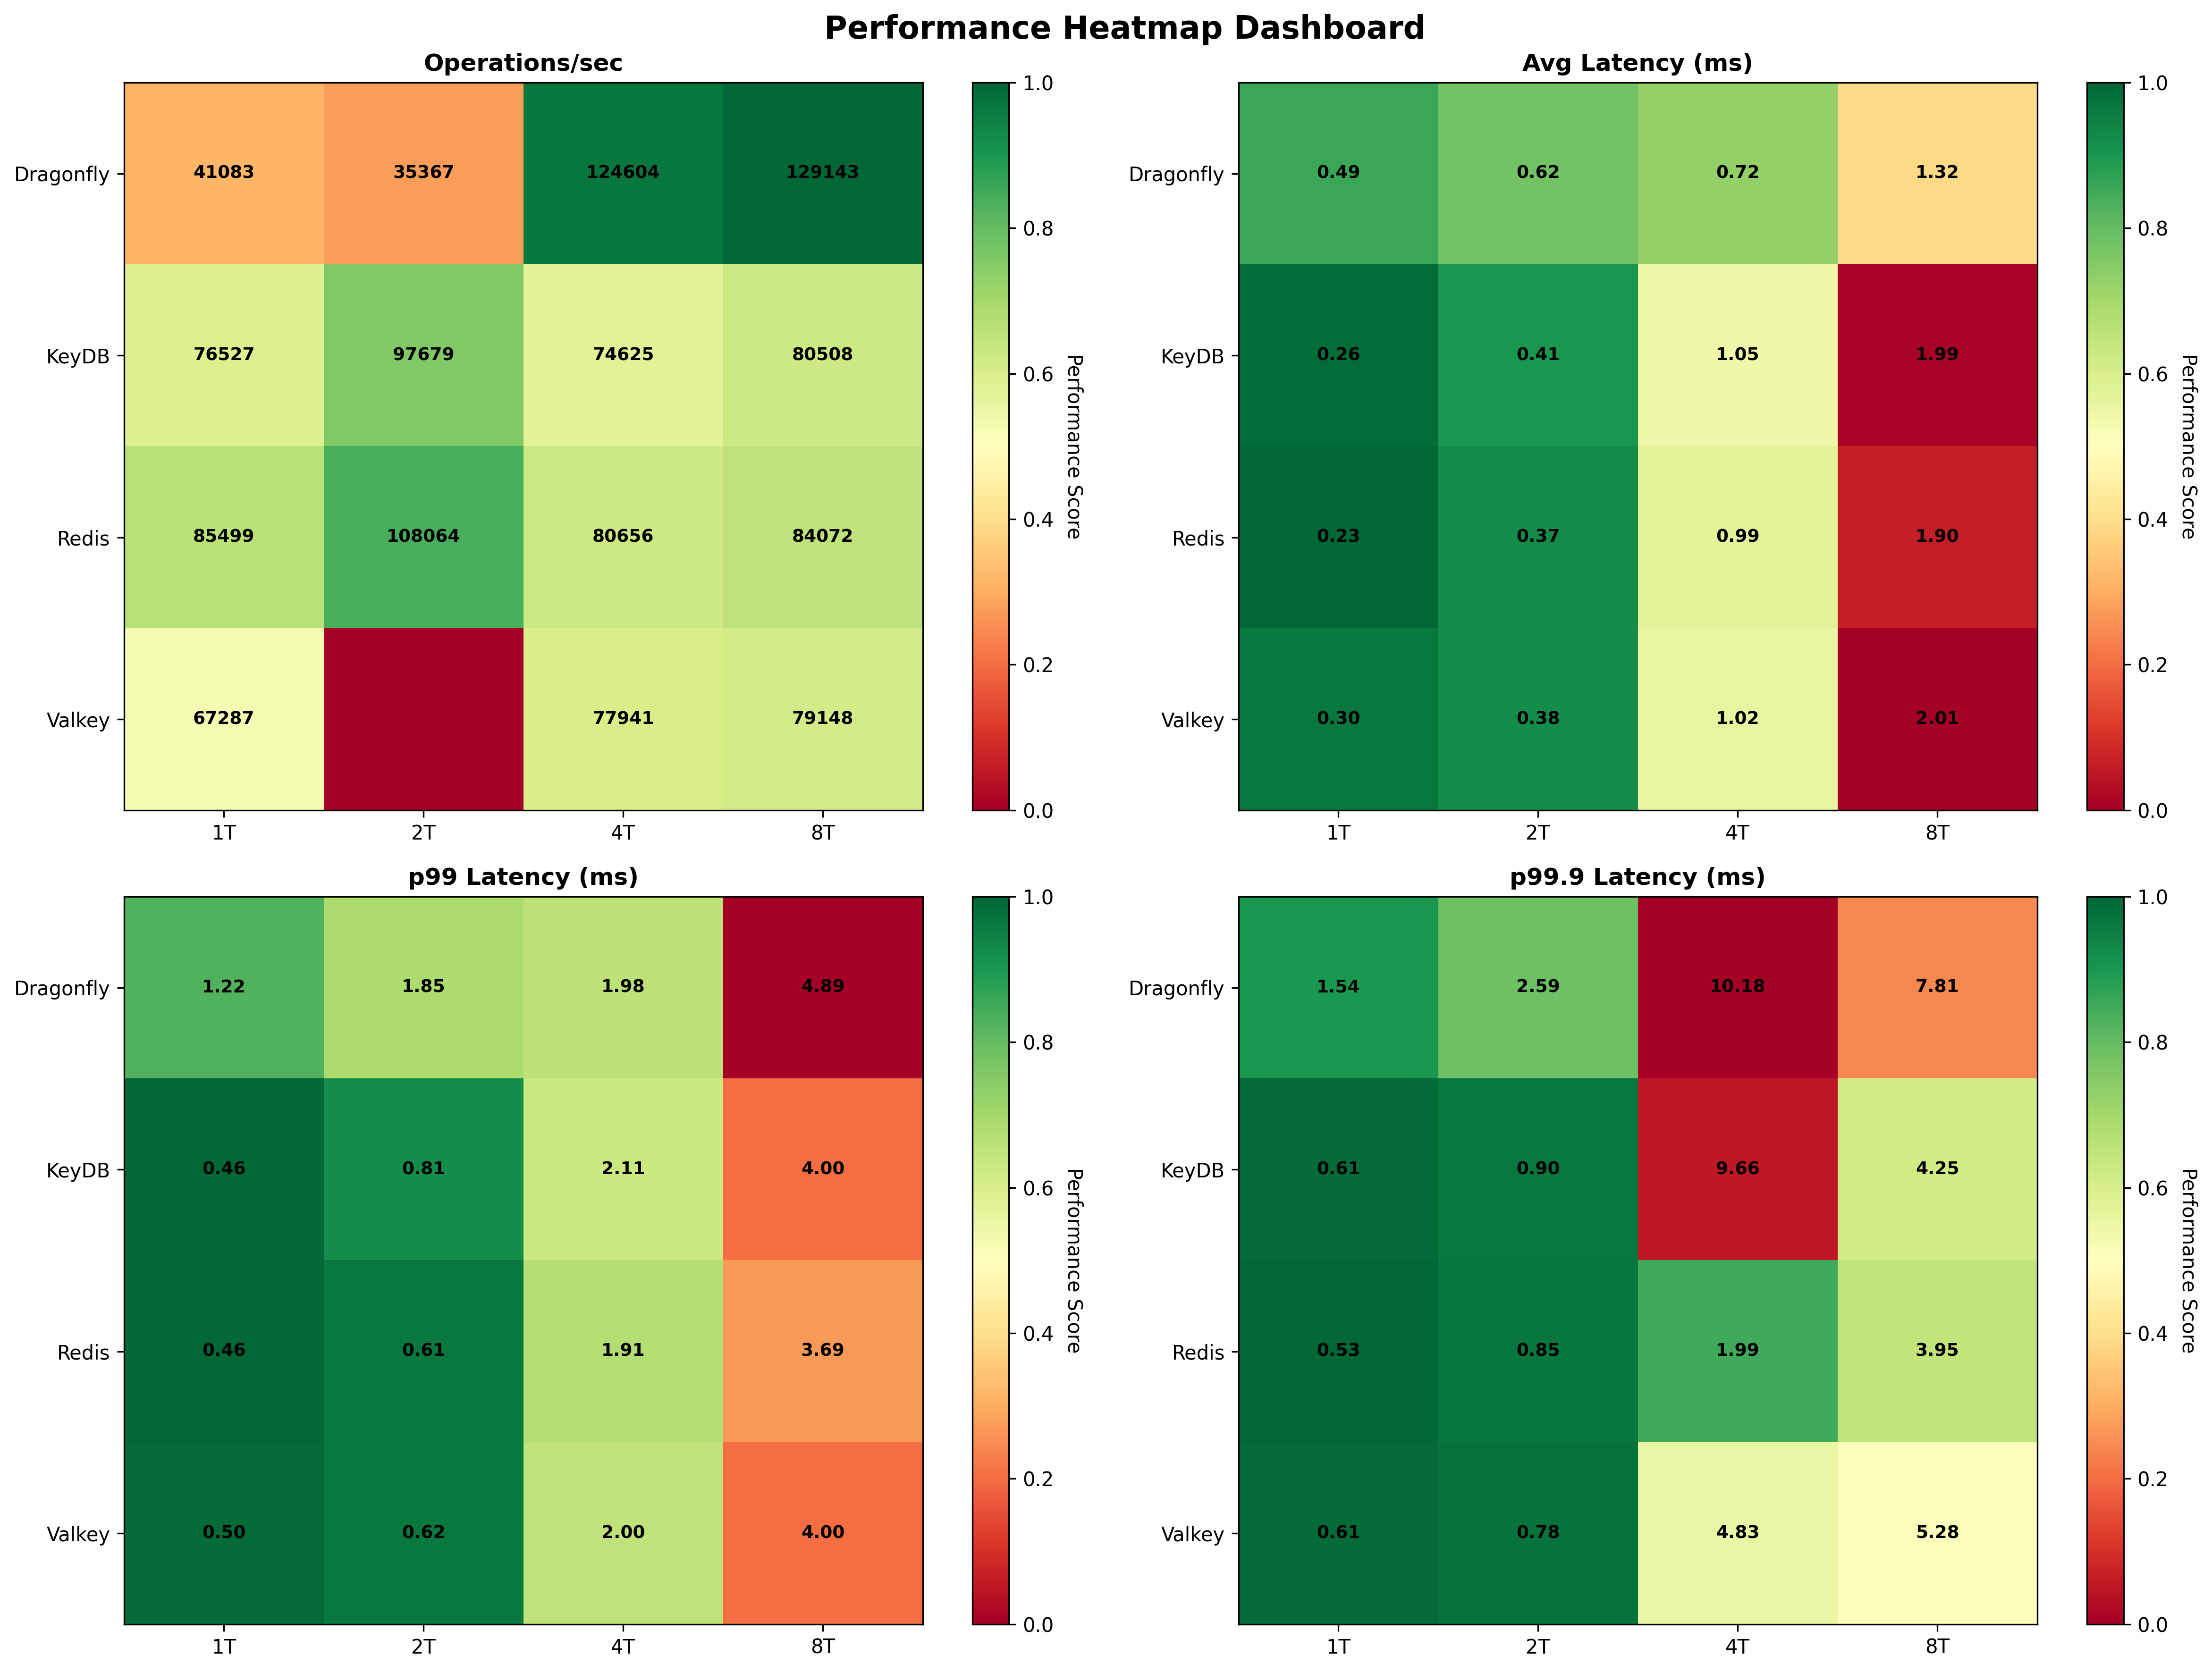 Performance Heatmap Dashboard
Operations/sec
Dragonfly 41083 35367 124604 129143
KeyDB 76527 97679 74625 80508
Redis 85499 108064 80656 84072
Valkey 67287 77941 79148
1T 2T 4T 8T
1.0
0.8
0.6
0.4
0.2
0.0
Performance Score
Avg Latency (ms)
Dragonfly 0.49 0.62 0.72 1.32
KeyDB 0.26 0.41 1.05 1.99
Redis 0.23 0.37 0.99 1.90
Valkey 0.30 0.38 1.02 2.01
1T 2T 4T 8T
1.0
0.8
0.6
0.4
0.2
0.0
Performance Score
p99 Latency (ms)
Dragonfly 1.22 1.85 1.98 4.89
KeyDB 0.46 0.81 2.11 4.00
Redis 0.46 0.61 1.91 3.69
Valkey 0.50 0.62 2.00 4.00
1T 2T 4T 8T
1.0
0.8
0.6
0.4
0.2
0.0
Performance Score
p99.9 Latency (ms)
Dragonfly 1.54 2.59 10.18 7.81
KeyDB 0.61 0.90 9.66 4.25
Redis 0.53 0.85 1.99 3.95
Valkey 0.61 0.78 4.83 5.28
1T 2T 4T 8T
1.0
0.8
0.6
0.4
0.2
0.0
Performance Score